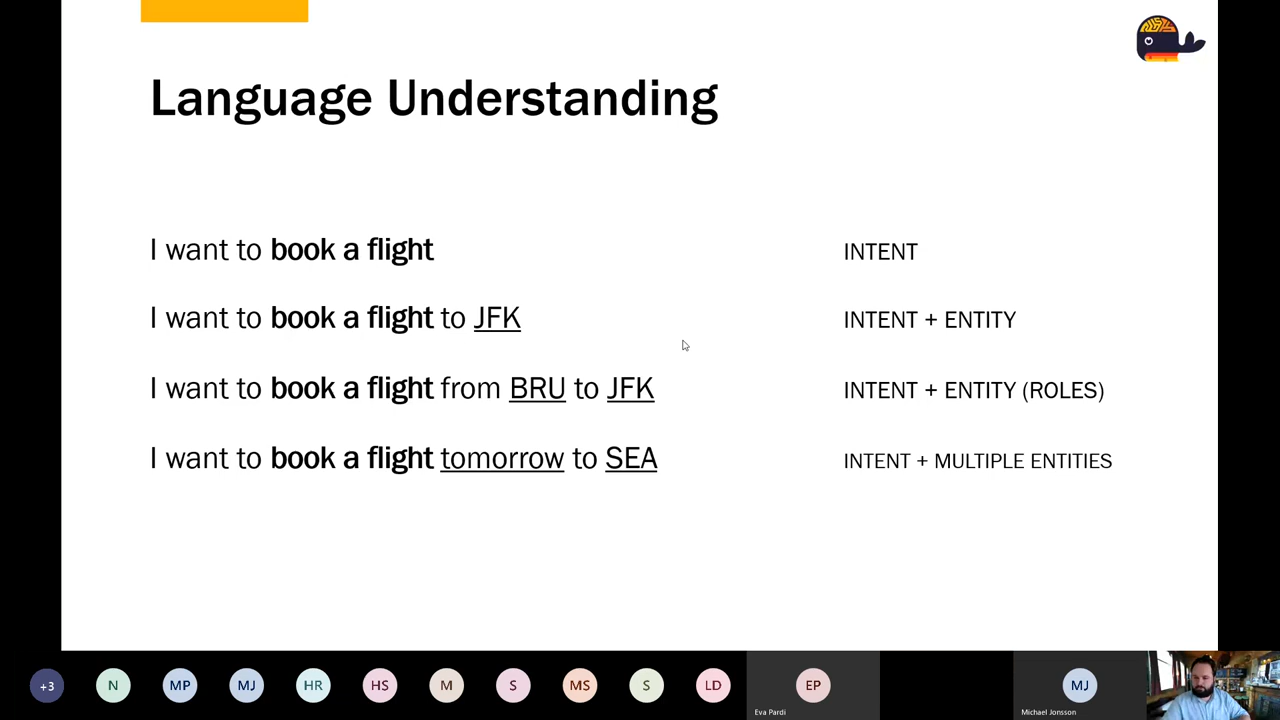 Language Understanding
I want to book a flight
INTENT
I want to book a flight to JFK
INTENT + ENTITY
I want to book a flight from BRU to JFK
INTENT + ENTITY (ROLES)
I want to book a flight tomorrow to SEA
INTENT + MULTIPLE ENTITIES
+3
N
MP
MJ
HR
HS
M
S
MS
S
LD
EP
Eva Pardi
MJ
Michael Jonsson